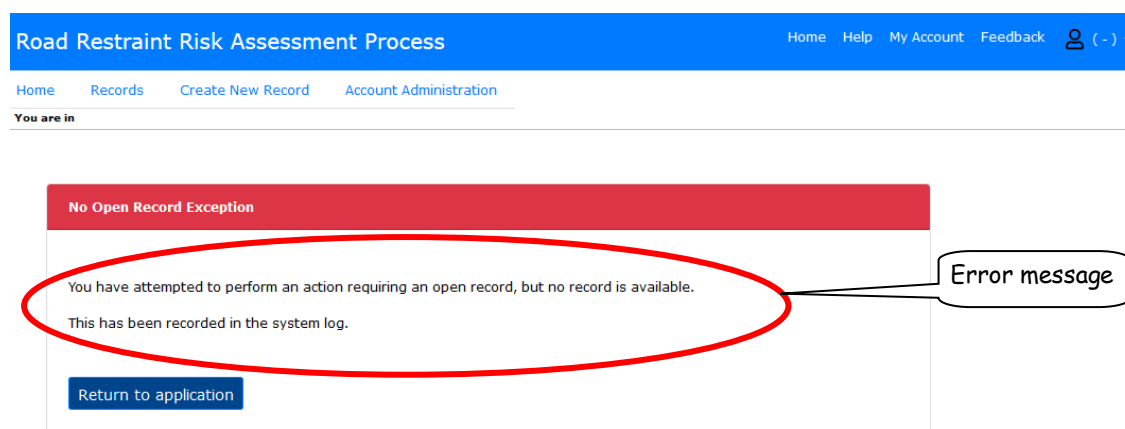 Road Restraint Risk Assessment Process
Home Help My Account Feedback ( - )
Home Records Create New Record Account Administration
You are in
No Open Record Exception
You have attempted to perform an action requiring an open record, but no record is available.
Error message
This has been recorded in the system log.
Return to application